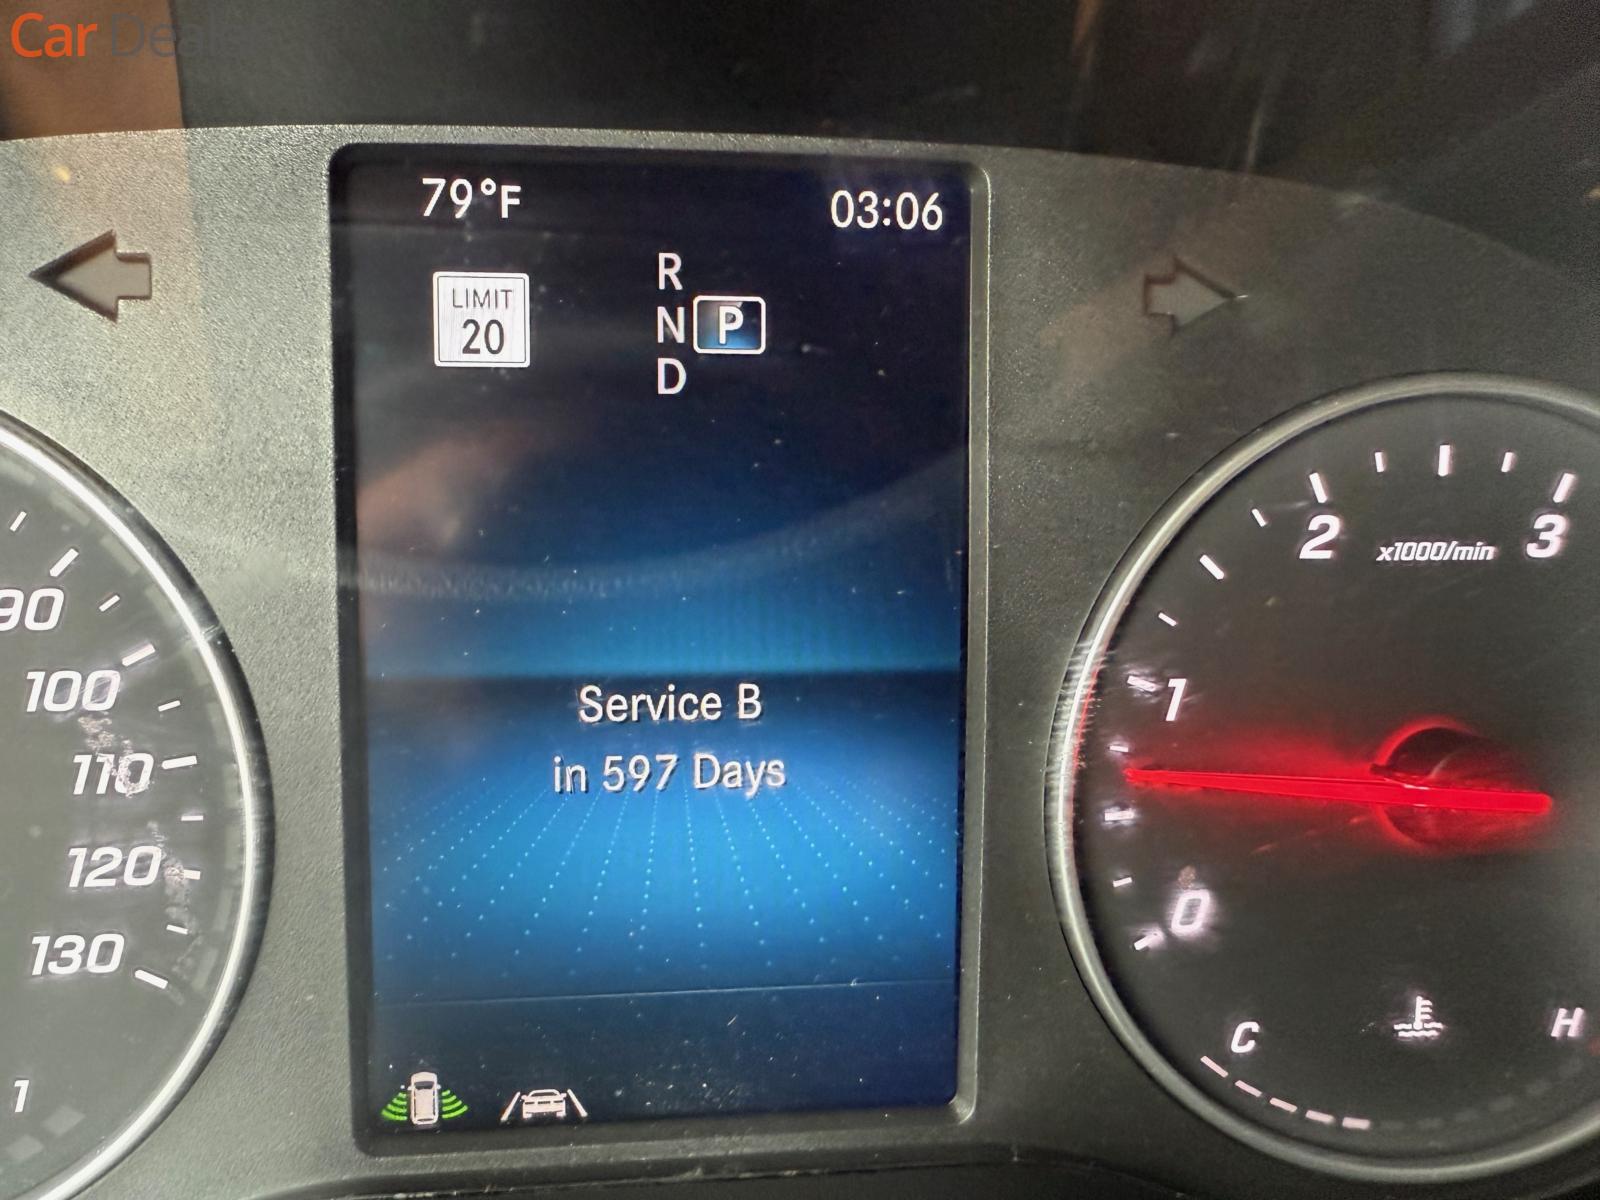 Car Deal
79°F
03:06
LIMIT
20
R
N
D
P
Service B
in 597 Days
90
100
110
120
130
1
2
3
x1000/min
1
0
C
H